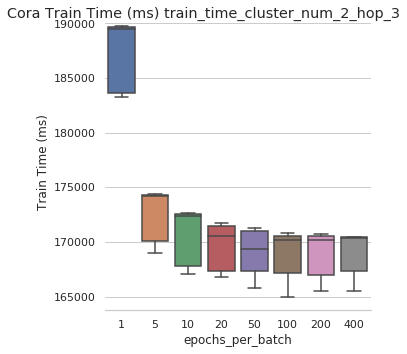 Cora Train Time (ms) train_time_cluster_num_2_hop_3
190000
185000
180000
175000
170000
165000
Train Time (ms)
1 5 10 20 50 100 200 400
epochs_per_batch